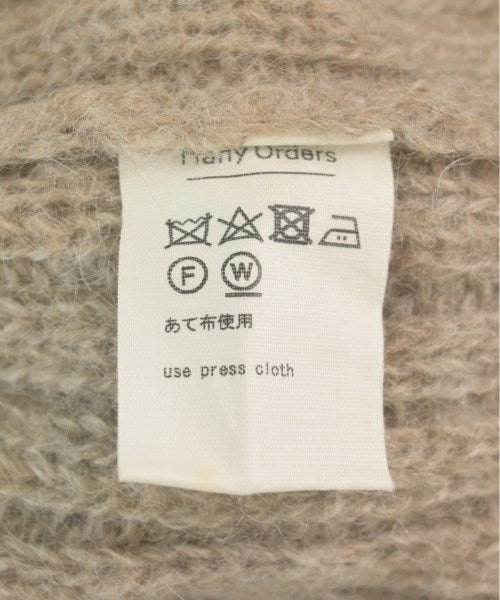 Many Orders
F W
あて布使用
use press cloth